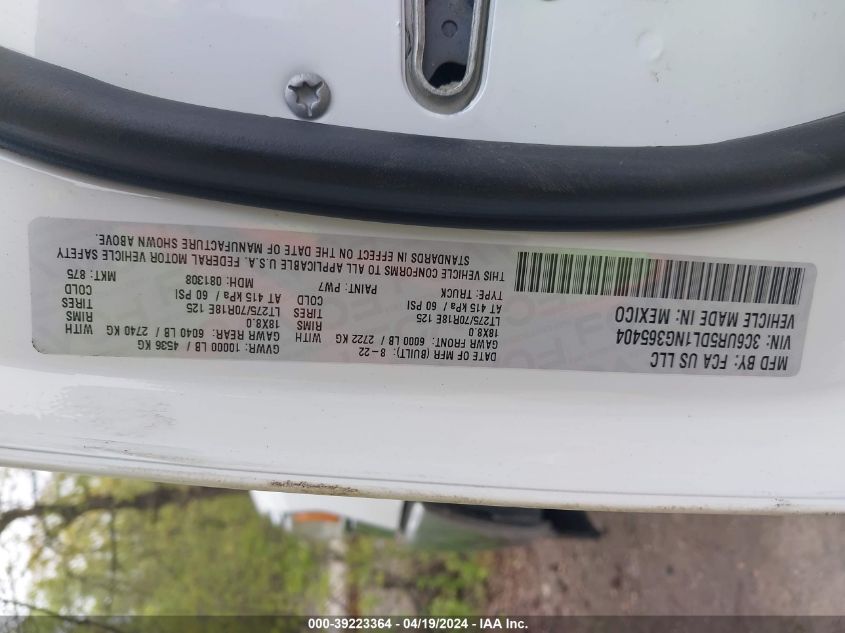 MFD BY: FCA US LLC
DATE OF MFR (BUILT): 8-22
GVWR: 10000 LB / 4536 KG
GAWR FRONT: 6000 LB / 2722 KG WITH
18X8.0 RIMS
LT275/70R18E 125 TIRES
AT 415 kPa / 60 PSI COLD
GAWR REAR: 6040 LB / 2740 KG WITH
18X8.0 RIMS
LT275/70R18E 125 TIRES
AT 415 kPa / 60 PSI COLD
VIN: 3C6UR5DL1NG365404
VEHICLE MADE IN: MEXICO
TYPE: TRUCK
PAINT: PW7
MDH: 081308
MKT: 875
THIS VEHICLE CONFORMS TO ALL APPLICABLE U.S.A. FEDERAL MOTOR VEHICLE SAFETY
STANDARDS IN EFFECT ON THE DATE OF MANUFACTURE SHOWN ABOVE.
000-39223364 - 04/19/2024 - IAA Inc.